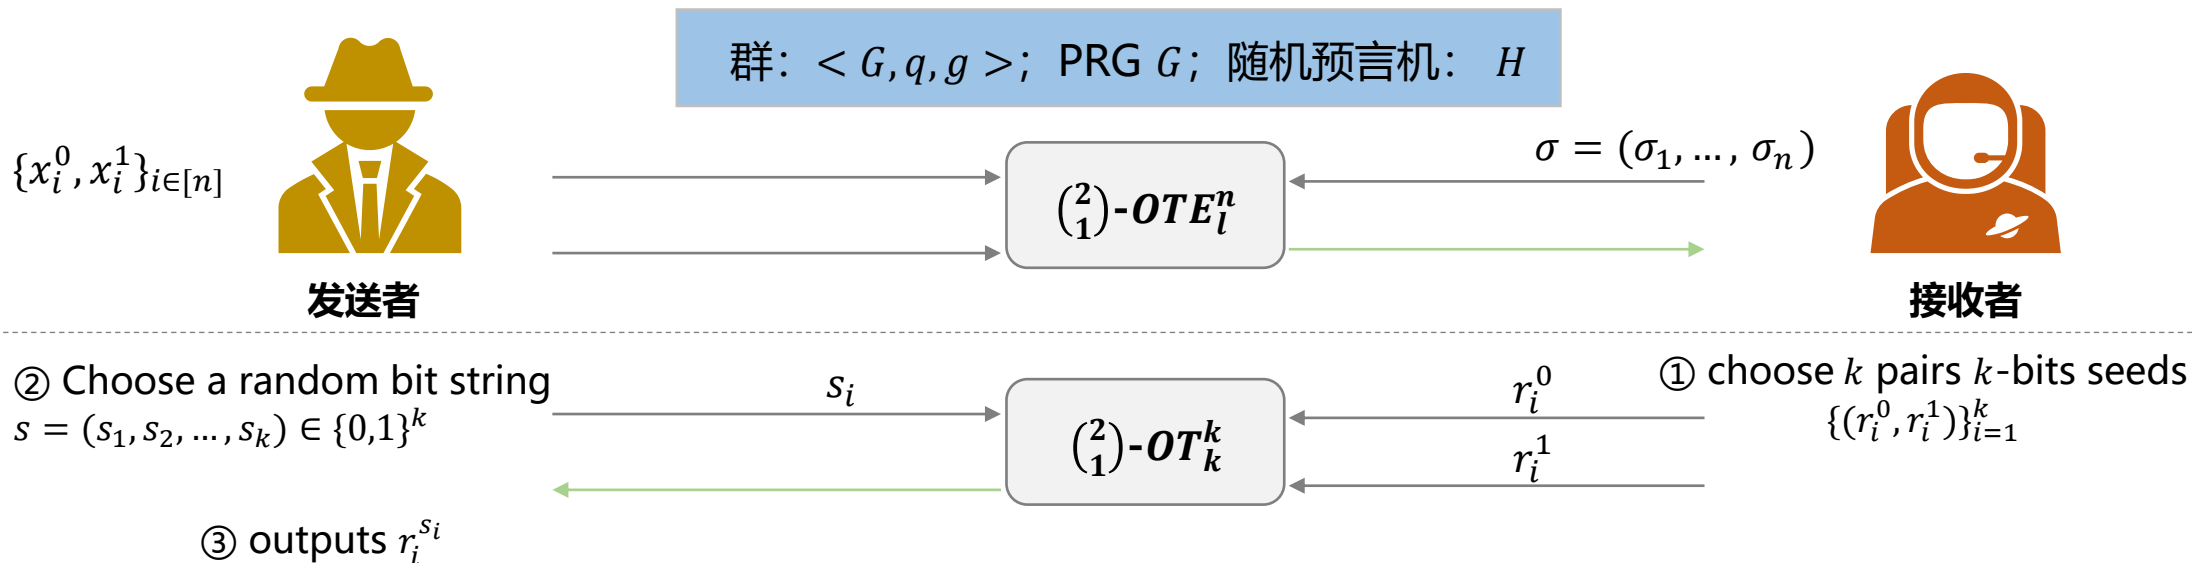 群：< G, q, g >；PRG G；随机预言机： H
{x_i^0, x_i^1}_{i∈[n]}
σ = (σ_1, …, σ_n)
(2 1)-OTE_l^n
发送者
接收者
② Choose a random bit string
s = (s_1, s_2, …, s_k) ∈ {0,1}^k
s_i
(2 1)-OT_k^k
r_i^0
r_i^1
① choose k pairs k-bits seeds
{(r_i^0, r_i^1)}_{i=1}^k
③ outputs r_i^{s_i}